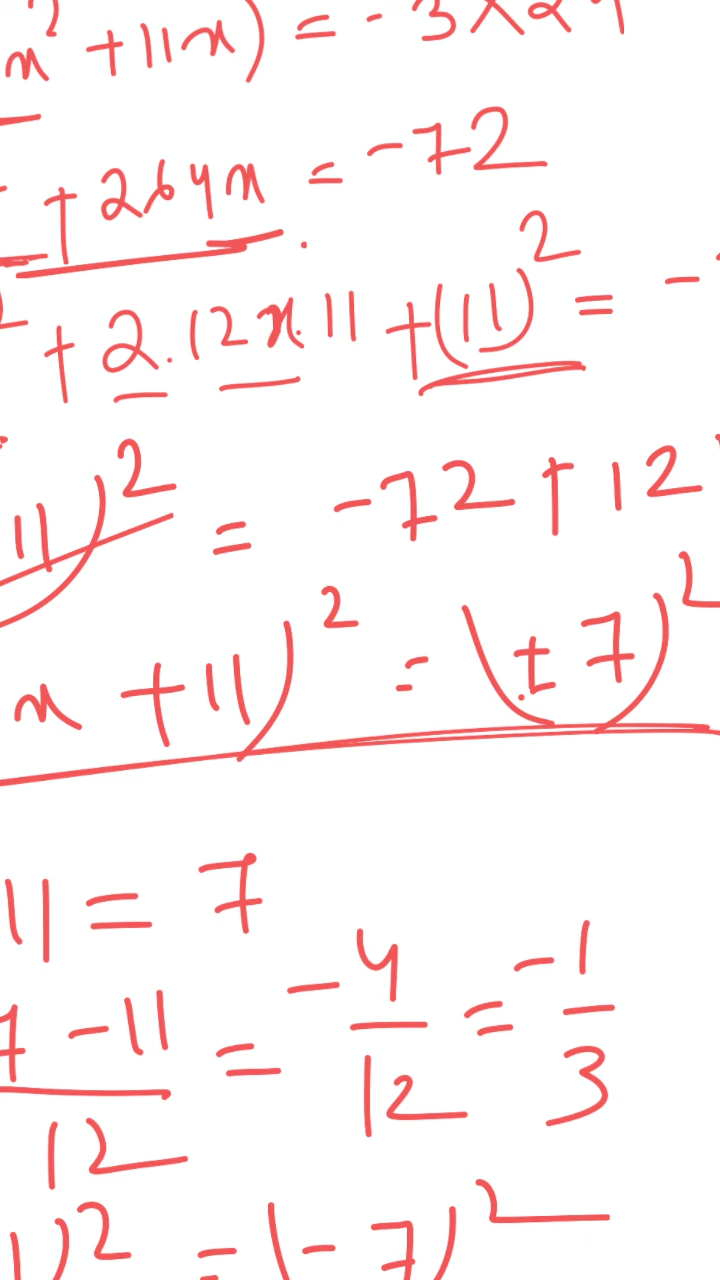 x² + 11x) = -3 × 24
+ 264x = -72
+ 2.12x.11 + (11)² = -
11)² = -72 + 12
x + 11)² = (±7)²
11 = 7
7 - 11 / 12 = -4/12 = -1/3
)² = (-7)²